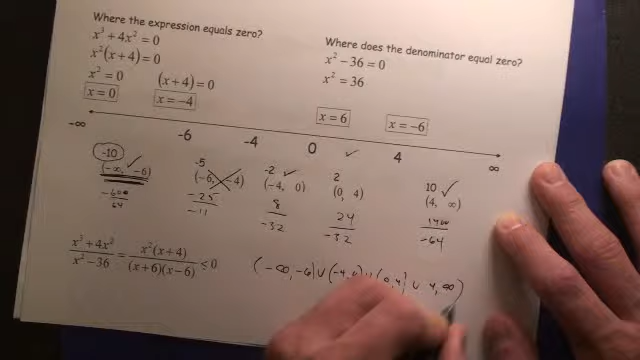 Where the expression equals zero?
x³ + 4x² = 0
x²(x + 4) = 0
x² = 0 (x + 4) = 0
x = 0 x = −4
Where does the denominator equal zero?
x² − 36 = 0
x² = 36
x = 6 x = −6
−∞ -6 -4 0 4 ∞
-10 -5 -2 2 10
(−∞, −6) (−6, −4) (−4, 0) (0, 4) (4, ∞)
−600/64 −25/−11 8/−32 24/−32 /−64
x³ + 4x² / x² − 36 = x²(x + 4) / (x + 6)(x − 6) ≤ 0
(−∞, −6) ∪ (−4, 0) ∪ (0, 4) ∪ 4, ∞)